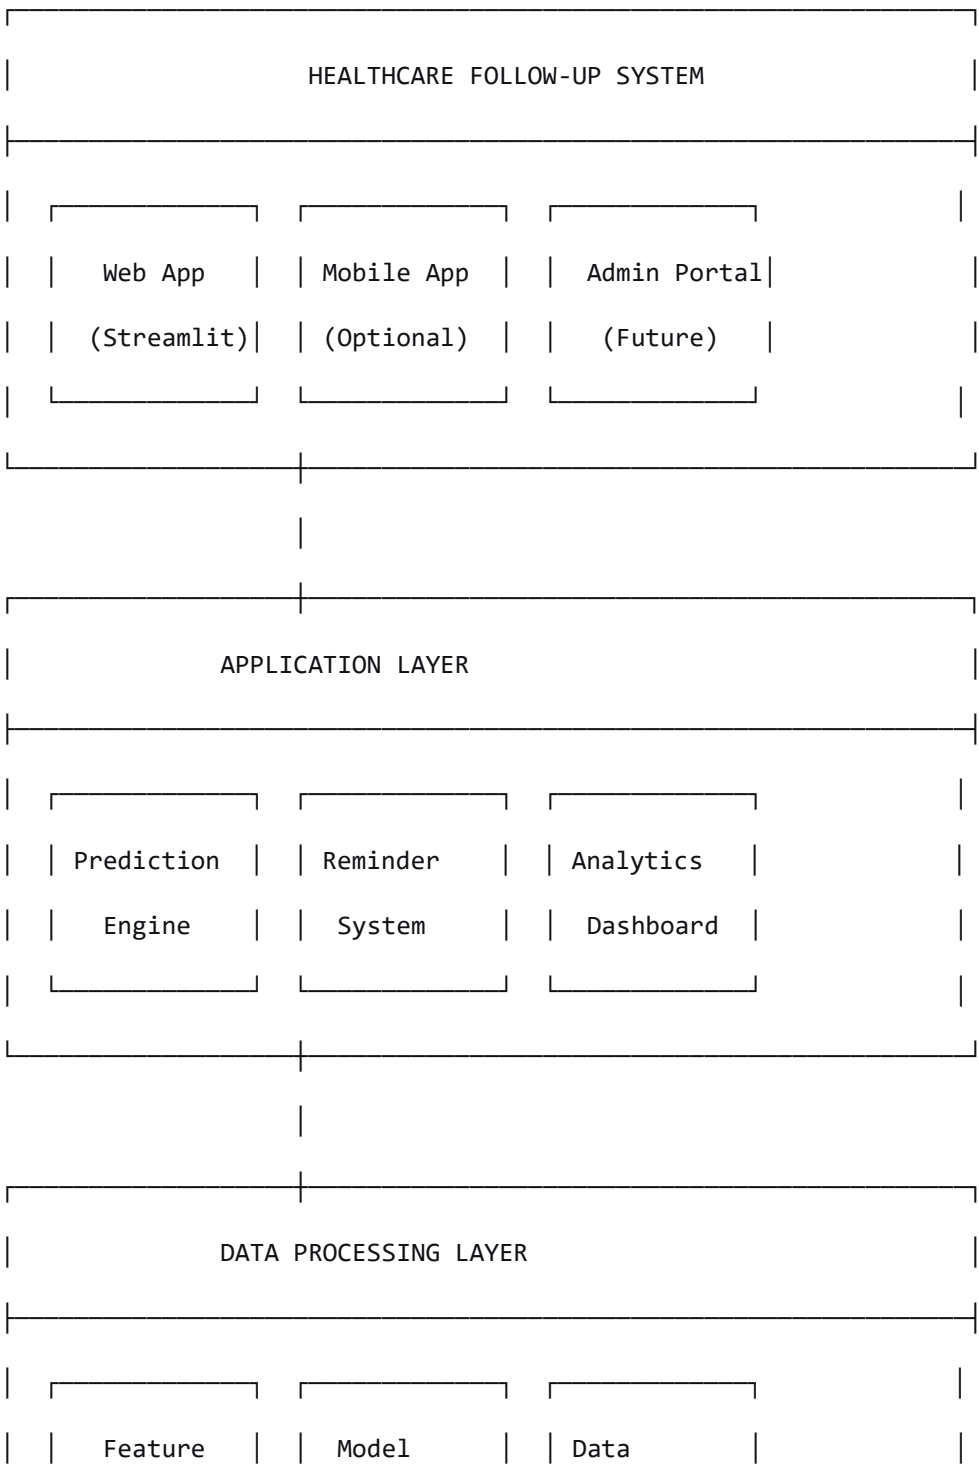 HEALTHCARE FOLLOW-UP SYSTEM
Web App Mobile App Admin Portal
(Streamlit) (Optional) (Future)
APPLICATION LAYER
Prediction Reminder Analytics
Engine System Dashboard
DATA PROCESSING LAYER
Feature Model Data